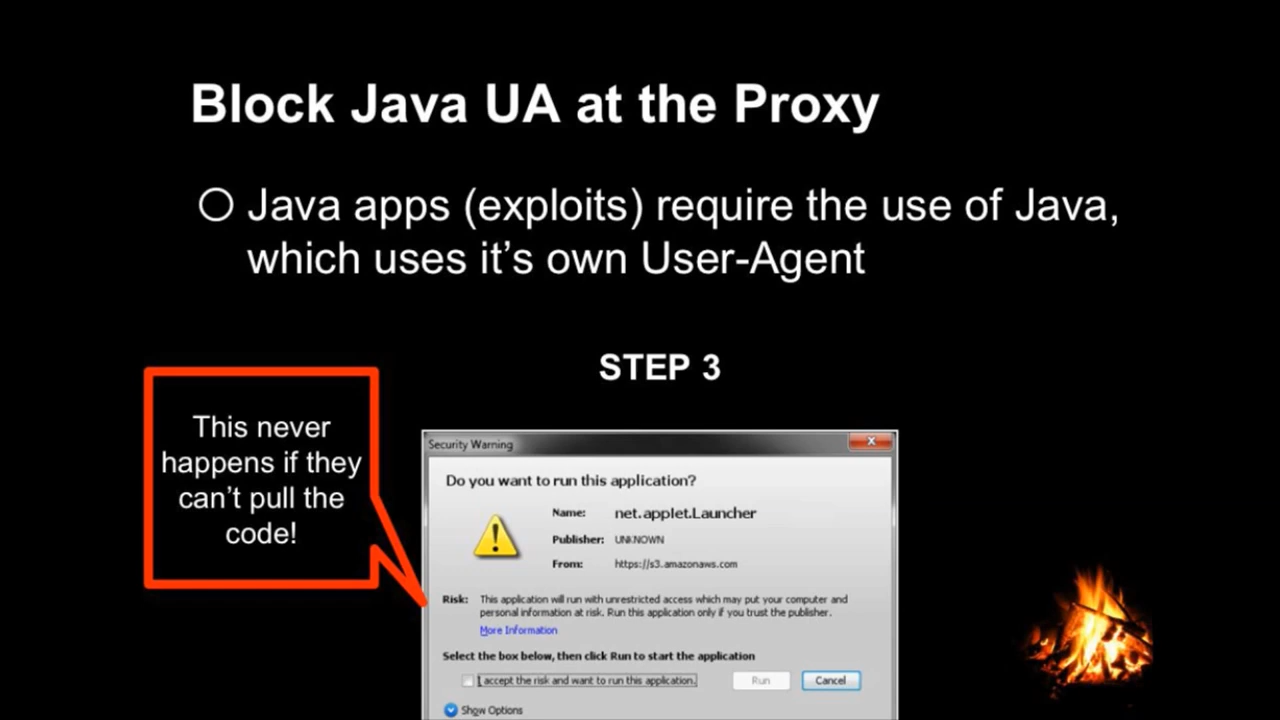 Block Java UA at the Proxy
Java apps (exploits) require the use of Java,
which uses it's own User-Agent
STEP 3
This never
happens if they
can't pull the
code!
Security Warning
X
Do you want to run this application?
Name: net.applet.Launcher
Publisher: UNKNOWN
From: https://s3.amazonaws.com
Risk: This application will run with unrestricted access which may put your computer and
personal information at risk. Run this application only if you trust the publisher.
More Information
Select the box below, then click Run to start the application
I accept the risk and want to run this application.
Run
Cancel
Show Options